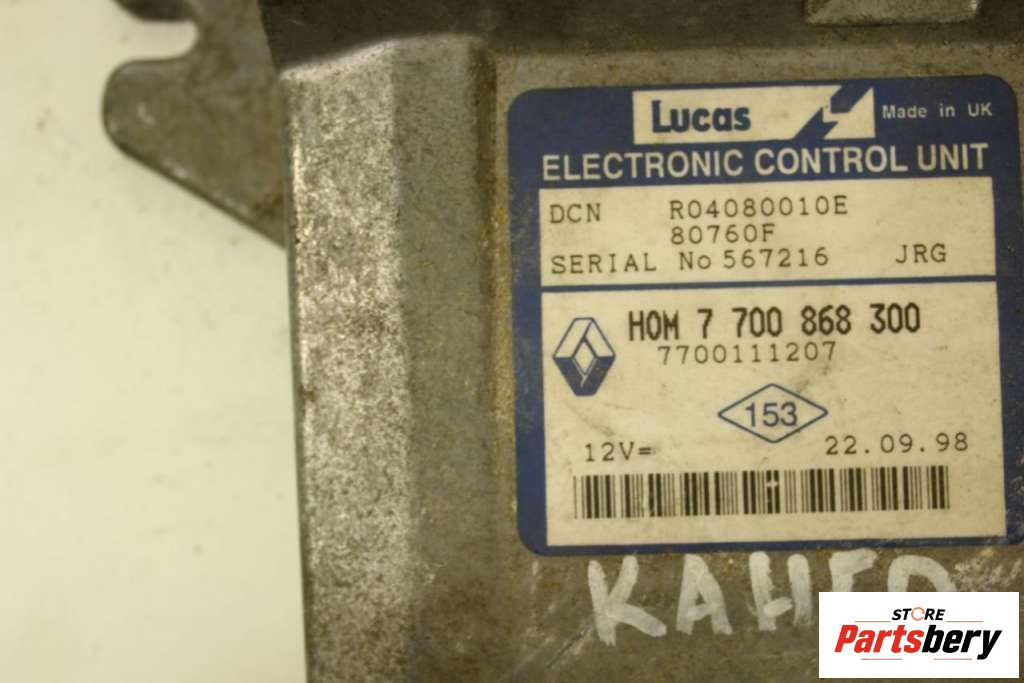 Lucas Made in UK
ELECTRONIC CONTROL UNIT
DCN R04080010E
80760F
SERIAL No 567216 JRG
HOM 7 700 868 300
7700111207
153
12V= 22.09.98
STORE
Partsbery